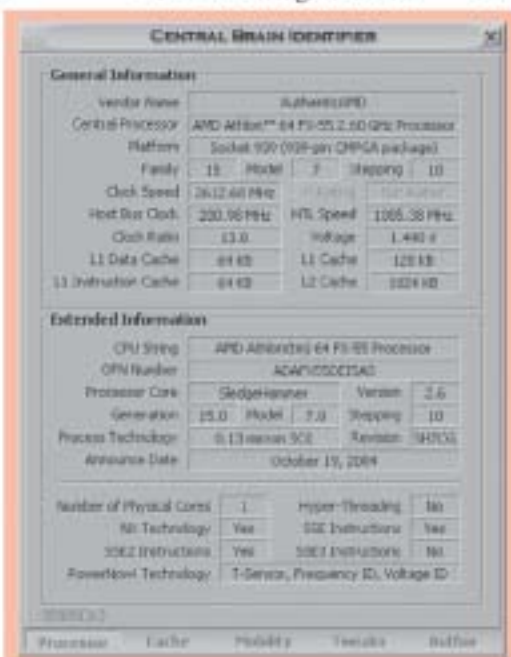 CENTRAL BRAIN IDENTIFIER
General Information
Vendor Name AuthenticAMD
Central Processor AMD Athlon™ 64 FX-55 2.60 GHz Processor
Platform Socket 939 (939-pin OMPGA package)
Family 15 Model 7 Stepping 10
Clock Speed 2612.60 MHz
Host Bus Clock 200.98 MHz HTL Speed
Clock Ratio 13.0 Voltage
L1 Data Cache 64 KB L1 Cache 128 KB
L1 Instruction Cache 64 KB L2 Cache 1024 KB
Extended Information
CPU String AMD Athlon(tm) 64 FX-55 Processor
OPN Number
Processor Core SledgeHammer Version 2.6
Generation 15.0 Model 7.0 Stepping 10
Process Technology 0.13 micron SOI Revision
Announce Date October 19, 2004
Number of Physical Cores 1 Hyper-Threading No
NX Technology Yes SSE Instructions Yes
SSE2 Instructions Yes SSE3 Instructions No
PowerNow! Technology T-Sensor, Frequency ID, Voltage ID
Processor Cache Mobility Tweaks